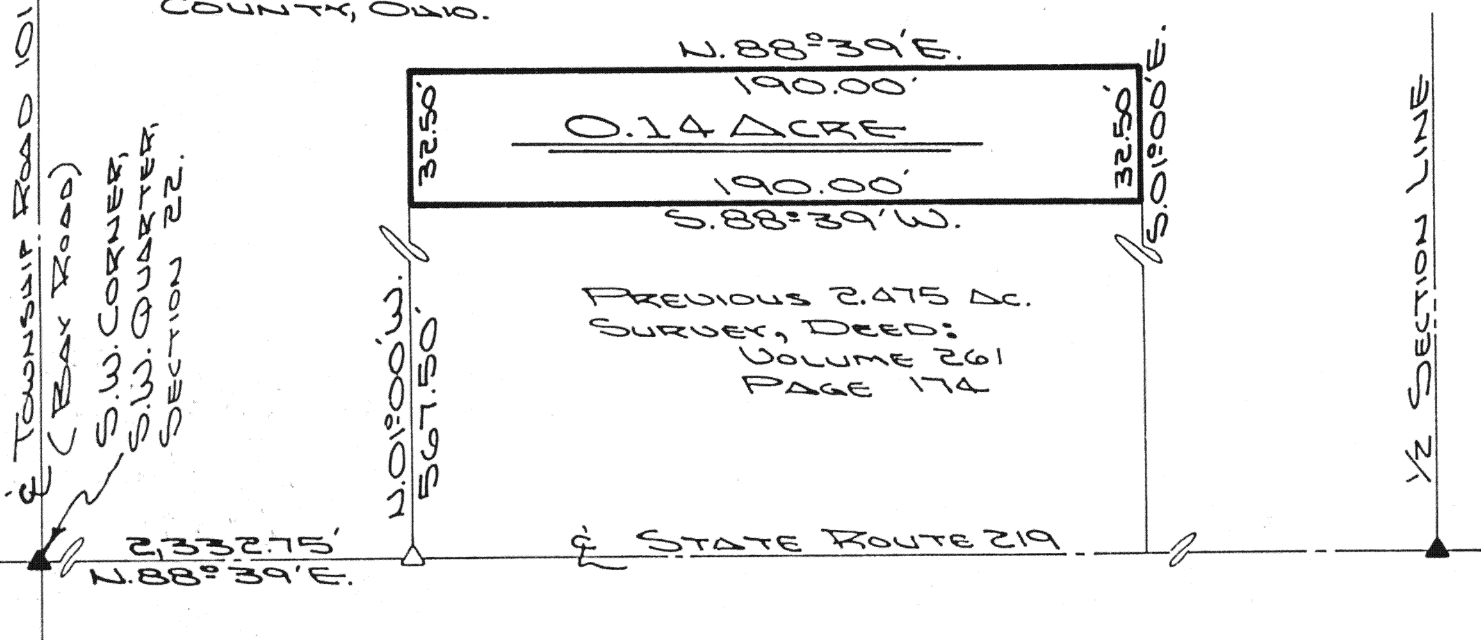 COUNTY, OHIO.
N. 88° 39' E.
190.00'
32.50'
0.14 ACRE
32.50'
S. 01° 00' E.
190.00'
S. 88° 39' W.
℄ TOWNSHIP ROAD 101
(BAY ROAD)
S.W. CORNER,
S.W. QUARTER,
SECTION 22.
N. 01° 00' W.
567.50'
PREVIOUS 2.475 AC.
SURVEY, DEED:
VOLUME 261
PAGE 174
1/2 SECTION LINE
2,332.75'
N. 88° 39' E.
℄ STATE ROUTE 219